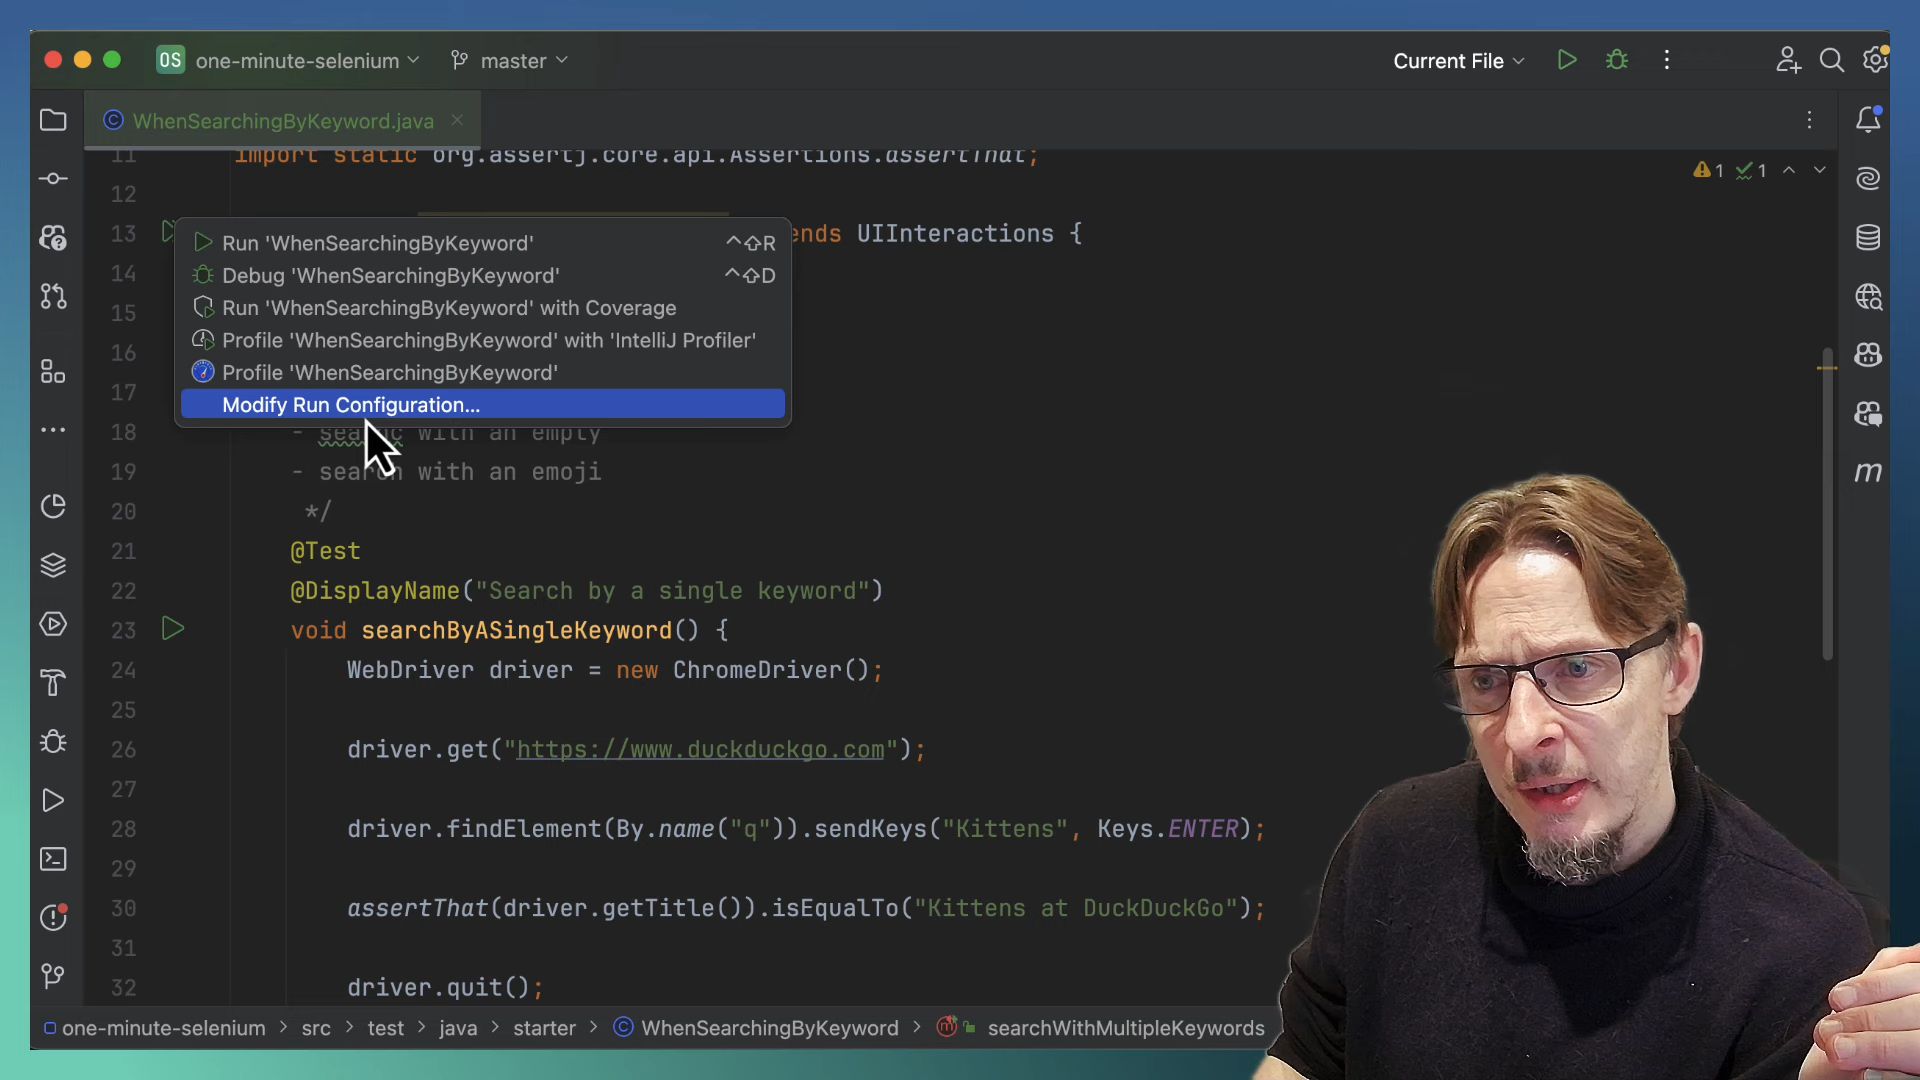 OS one-minute-selenium master Current File
WhenSearchingByKeyword.java
11 import static org.assertj.core.api.Assertions.assertThat;
1 1
12
13 ends UIInteractions {
Run 'WhenSearchingByKeyword' ^⇧R
Debug 'WhenSearchingByKeyword' ^⇧D
Run 'WhenSearchingByKeyword' with Coverage
Profile 'WhenSearchingByKeyword' with 'IntelliJ Profiler'
Profile 'WhenSearchingByKeyword'
Modify Run Configuration...
14
15
16
17
18 - with an empty
19 - search with an emoji
20 */
21 @Test
22 @DisplayName("Search by a single keyword")
23 void searchByASingleKeyword() {
24 WebDriver driver = new ChromeDriver();
25
26 driver.get("https://www.duckduckgo.com");
27
28 driver.findElement(By.name("q")).sendKeys("Kittens", Keys.ENTER);
29
30 assertThat(driver.getTitle()).isEqualTo("Kittens at DuckDuckGo");
31
32 driver.quit();
one-minute-selenium > src > test > java > starter > WhenSearchingByKeyword > searchWithMultipleKeywords
m